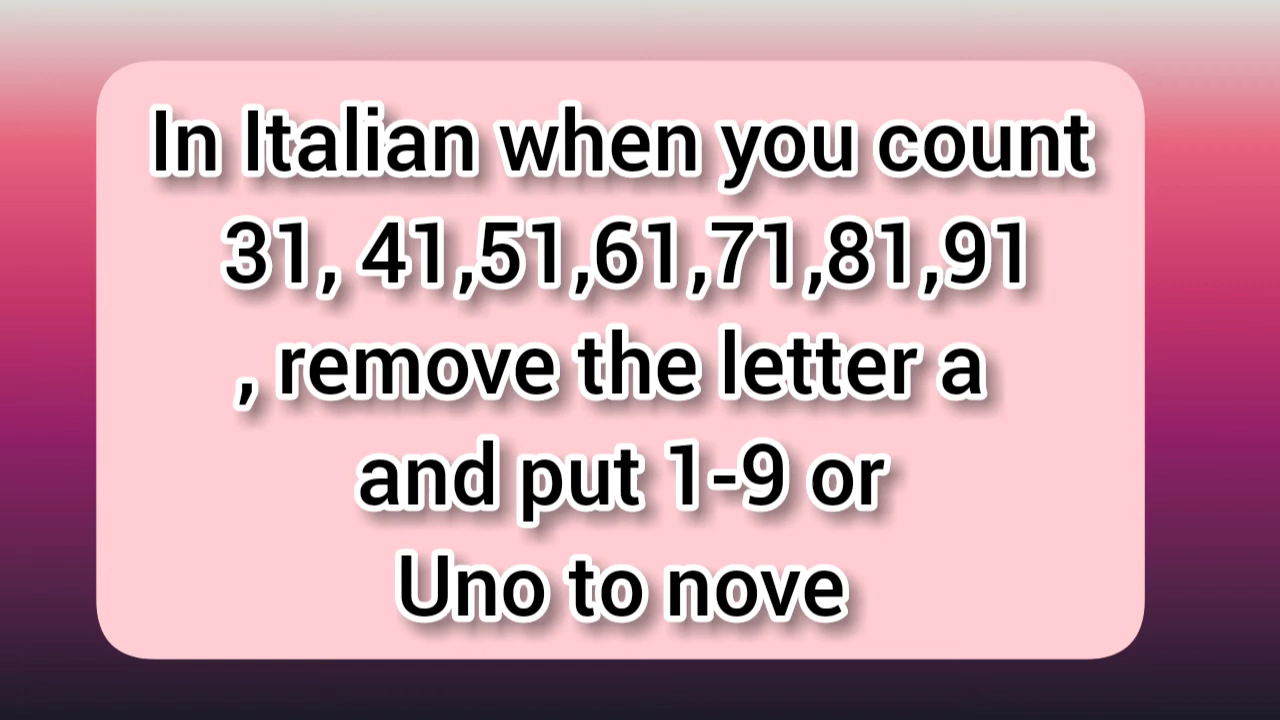 In Italian when you count
31, 41,51,61,71,81,91
, remove the letter a
and put 1-9 or
Uno to nove